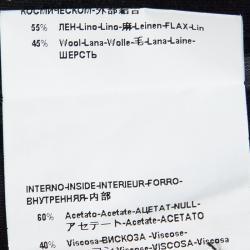 КОСМИЧЕСКОМ-外部結合
55% ЛЕН-Lino-Lino-麻-Leinen-FLAX-Lin
45% Wool-Lana-Wolle-毛-Lana-Laine-
ШЕРСТЬ
INTERNO-INSIDE-INTERIEUR-FORRO-
ВНУТРЕННЯЯ-内部
60% Acetato-Acetate-АЦЕТАТ-NULL-
アセテート-Acetate-ACETATO
40% Viscosa-ВИСКОЗА-Viscose-